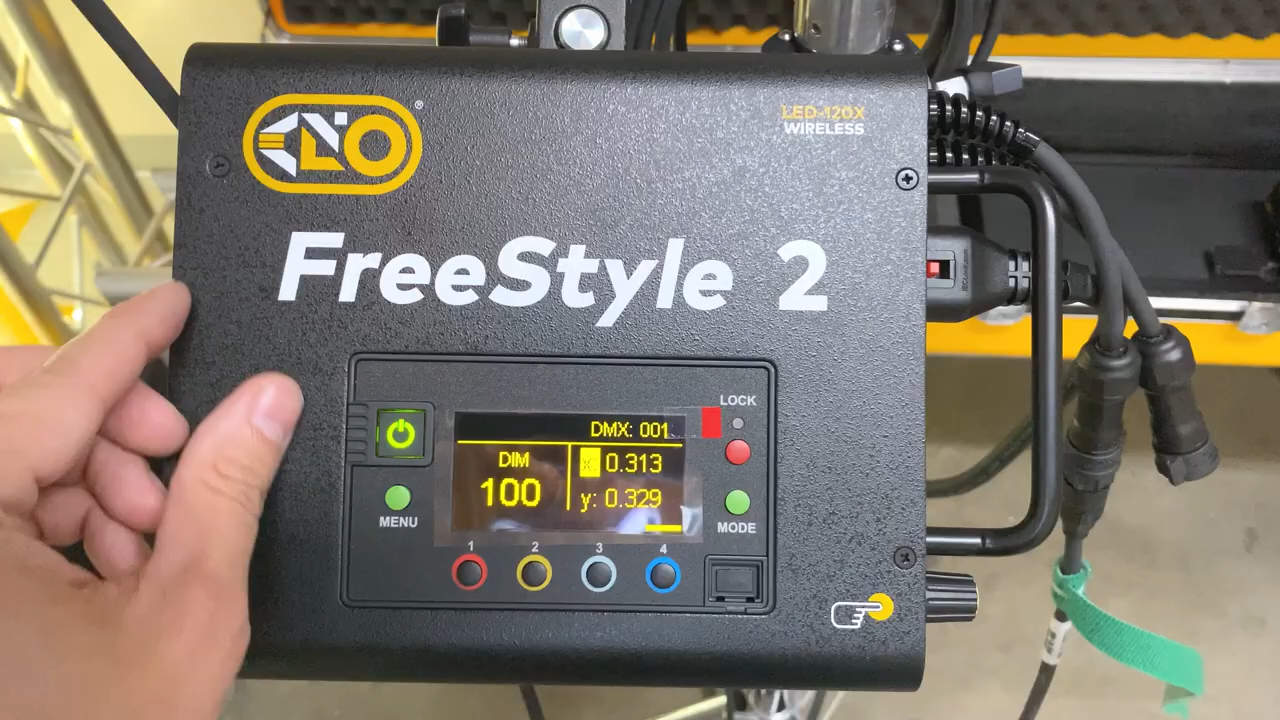 KINO
®
LED-120X
WIRELESS
FreeStyle 2
LOCK
DMX: 001
DIM
x: 0.313
100
y: 0.329
MENU
MODE
1 2 3 4